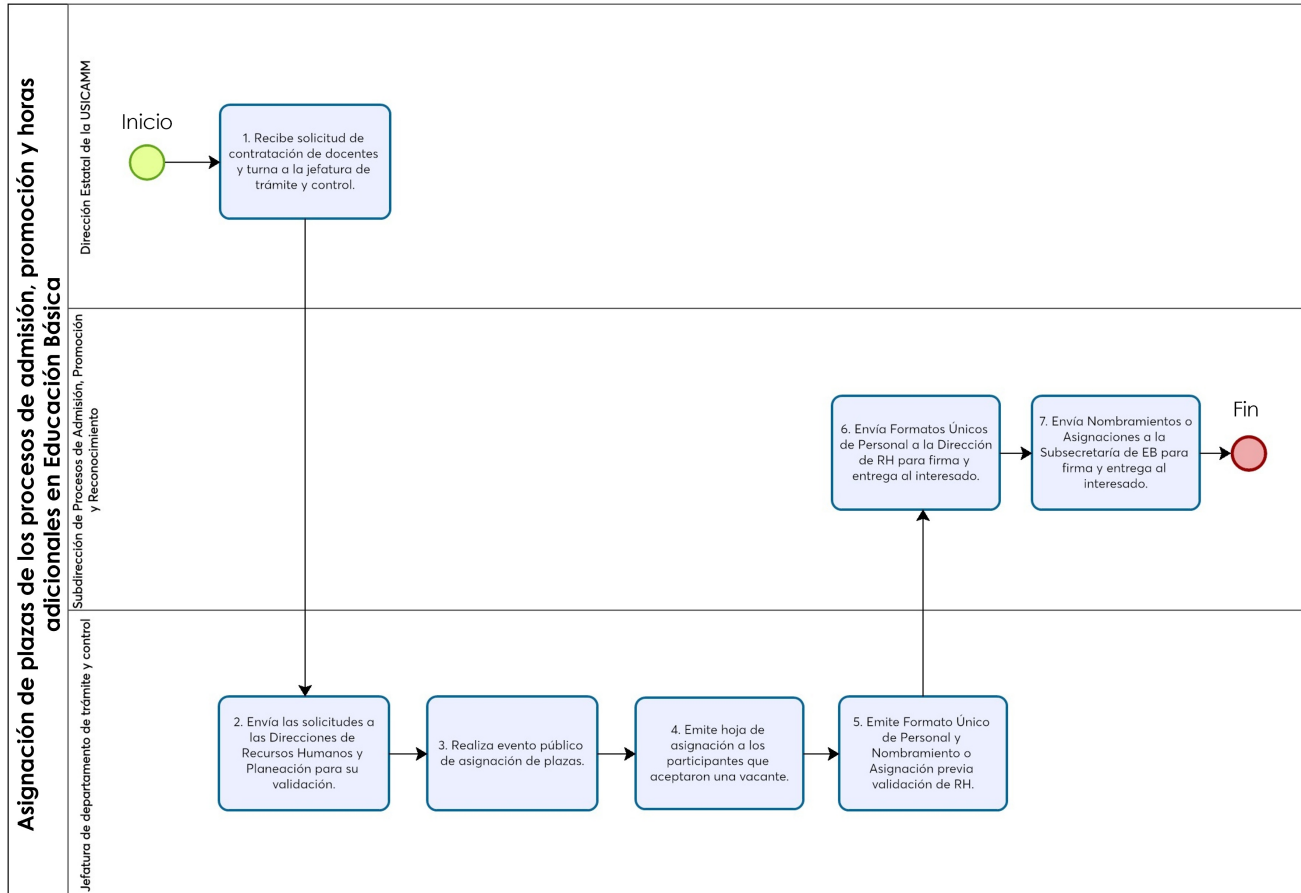 Asignación de plazas de los procesos de admisión, promoción y horas
adicionales en Educación Básica
Dirección Estatal de la USICAMM
Inicio
1. Recibe solicitud de
contratación de docentes
y turna a la jefatura de
trámite y control.
Subdirección de Procesos de Admisión, Promoción
y Reconocimiento
6. Envía Formatos Únicos
de Personal a la Dirección
de RH para firma y
entrega al interesado.
7. Envía Nombramientos o
Asignaciones a la
Subsecretaría de EB para
firma y entrega al
interesado.
Fin
Jefatura de departamento de trámite y control
2. Envía las solicitudes a
las Direcciones de
Recursos Humanos y
Planeación para su
validación.
3. Realiza evento público
de asignación de plazas.
4. Emite hoja de
asignación a los
participantes que
aceptaron una vacante.
5. Emite Formato Único
de Personal y
Nombramiento o
Asignación previa
validación de RH.